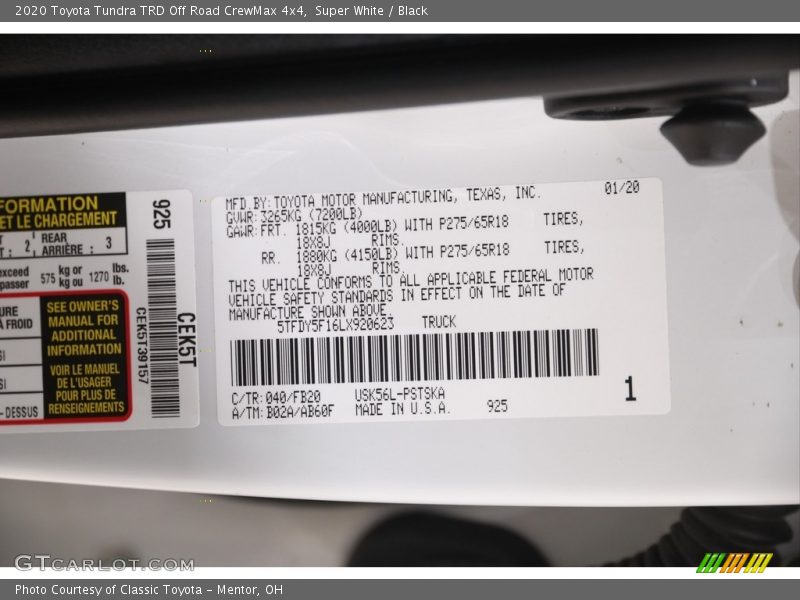 2020 Toyota Tundra TRD Off Road CrewMax 4x4, Super White / Black
FORMATION
ET LE CHARGEMENT
2 REAR ARRIÈRE : 3
575 kg or kg ou 1270 lbs. lb.
SEE OWNER'S
MANUAL FOR
ADDITIONAL
INFORMATION
VOIR LE MANUEL
DE L'USAGER
POUR PLUS DE
RENSEIGNEMENTS
À FROID
- DESSUS
925
CEK5T39157
CEK5T
MFD.BY:TOYOTA MOTOR MANUFACTURING, TEXAS, INC. 01/20
GVWR:3265KG (7200LB)
GAWR:FRT. 1815KG (4000LB) WITH P275/65R18 TIRES,
18X8J RIMS.
RR. 1880KG (4150LB) WITH P275/65R18 TIRES,
18X8J RIMS.
THIS VEHICLE CONFORMS TO ALL APPLICABLE FEDERAL MOTOR
VEHICLE SAFETY STANDARDS IN EFFECT ON THE DATE OF
MANUFACTURE SHOWN ABOVE.
5TFDY5F16LX920623 TRUCK
C/TR:040/FB20 USK56L-PSTSKA
A/TM:B02A/AB60F MADE IN U.S.A. 925
1
GTCARLOT.COM
Photo Courtesy of Classic Toyota - Mentor, OH